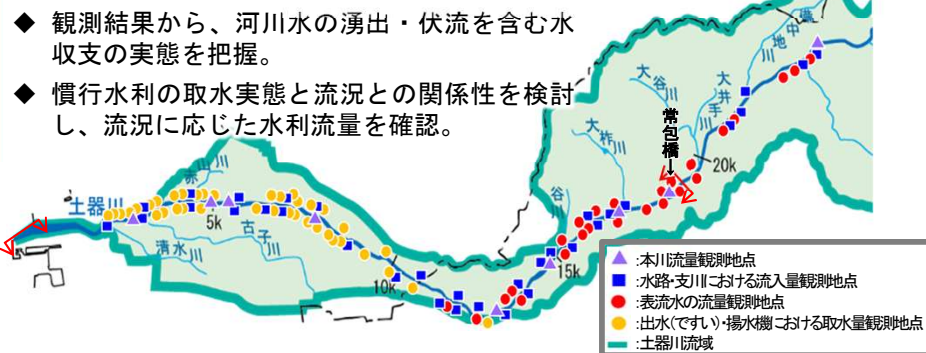 ◆ 観測結果から、河川水の湧出・伏流を含む水
収支の実態を把握。
◆ 慣行水利の取水実態と流況との関係性を検討
し、流況に応じた水利流量を確認。
備中地川
大井手川
大谷川
大柞川
常包橋→
20k
谷川
赤山川
土器川
5k
古子川
清水川
15k
10k
:本川流量観測地点
:水路・支川における流入量観測地点
:表流水の流量観測地点
:出水(ですい)・揚水機における取水量観測地点
:土器川流域